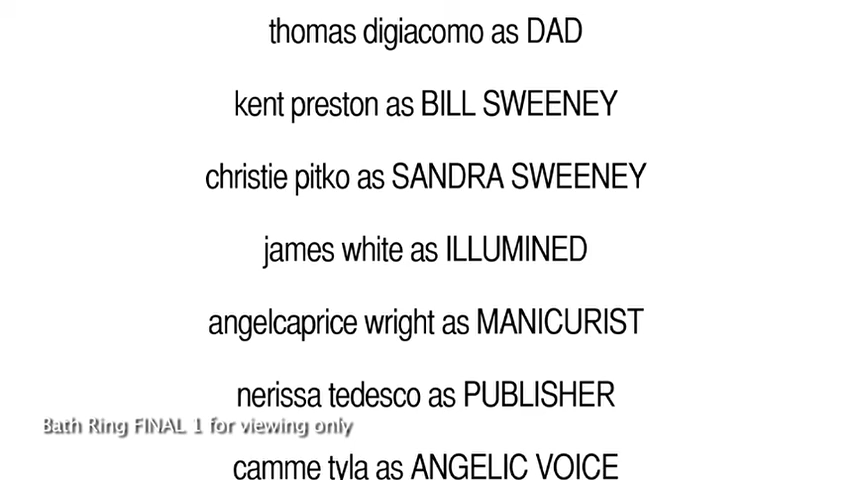 thomas digiacomo as DAD
kent preston as BILL SWEENEY
christie pitko as SANDRA SWEENEY
james white as ILLUMINED
angelcaprice wright as MANICURIST
nerissa tedesco as PUBLISHER
Bath Ring FINAL 1 for viewing only
camme tyla as ANGELIC VOICE